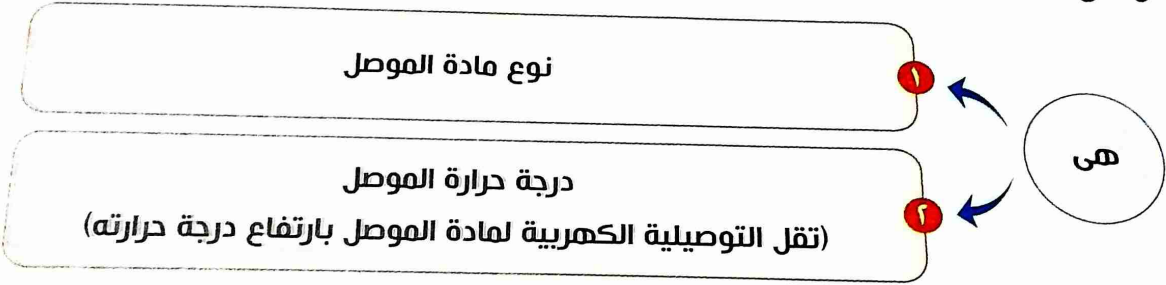 هى
١
نوع مادة الموصل
٢
درجة حرارة الموصل
(تقل التوصيلية الكهربية لمادة الموصل بارتفاع درجة حرارته)